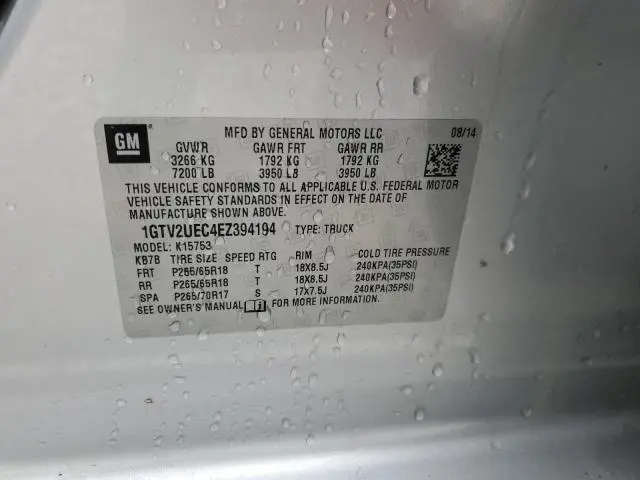 GM
MFD BY GENERAL MOTORS LLC 08/14
GVWR GAWR FRT GAWR RR
3266 KG 1792 KG 1792 KG
7200 LB 3950 LB 3950 LB
THIS VEHICLE CONFORMS TO ALL APPLICABLE U.S. FEDERAL MOTOR
VEHICLE SAFETY STANDARDS IN EFFECT ON THE DATE OF
MANUFACTURE SHOWN ABOVE.
1GTV2UEC4EZ394194 TYPE: TRUCK
MODEL: K15753
KB7B TIRE SIZE SPEED RTG RIM COLD TIRE PRESSURE
FRT P265/65R18 T 18X8.5J 240KPA(35PSI)
RR P265/65R18 T 18X8.5J 240KPA(35PSI)
SPA P265/70R17 S 17X7.5J 240KPA(35PSI)
SEE OWNER'S MANUAL FOR MORE INFORMATION.